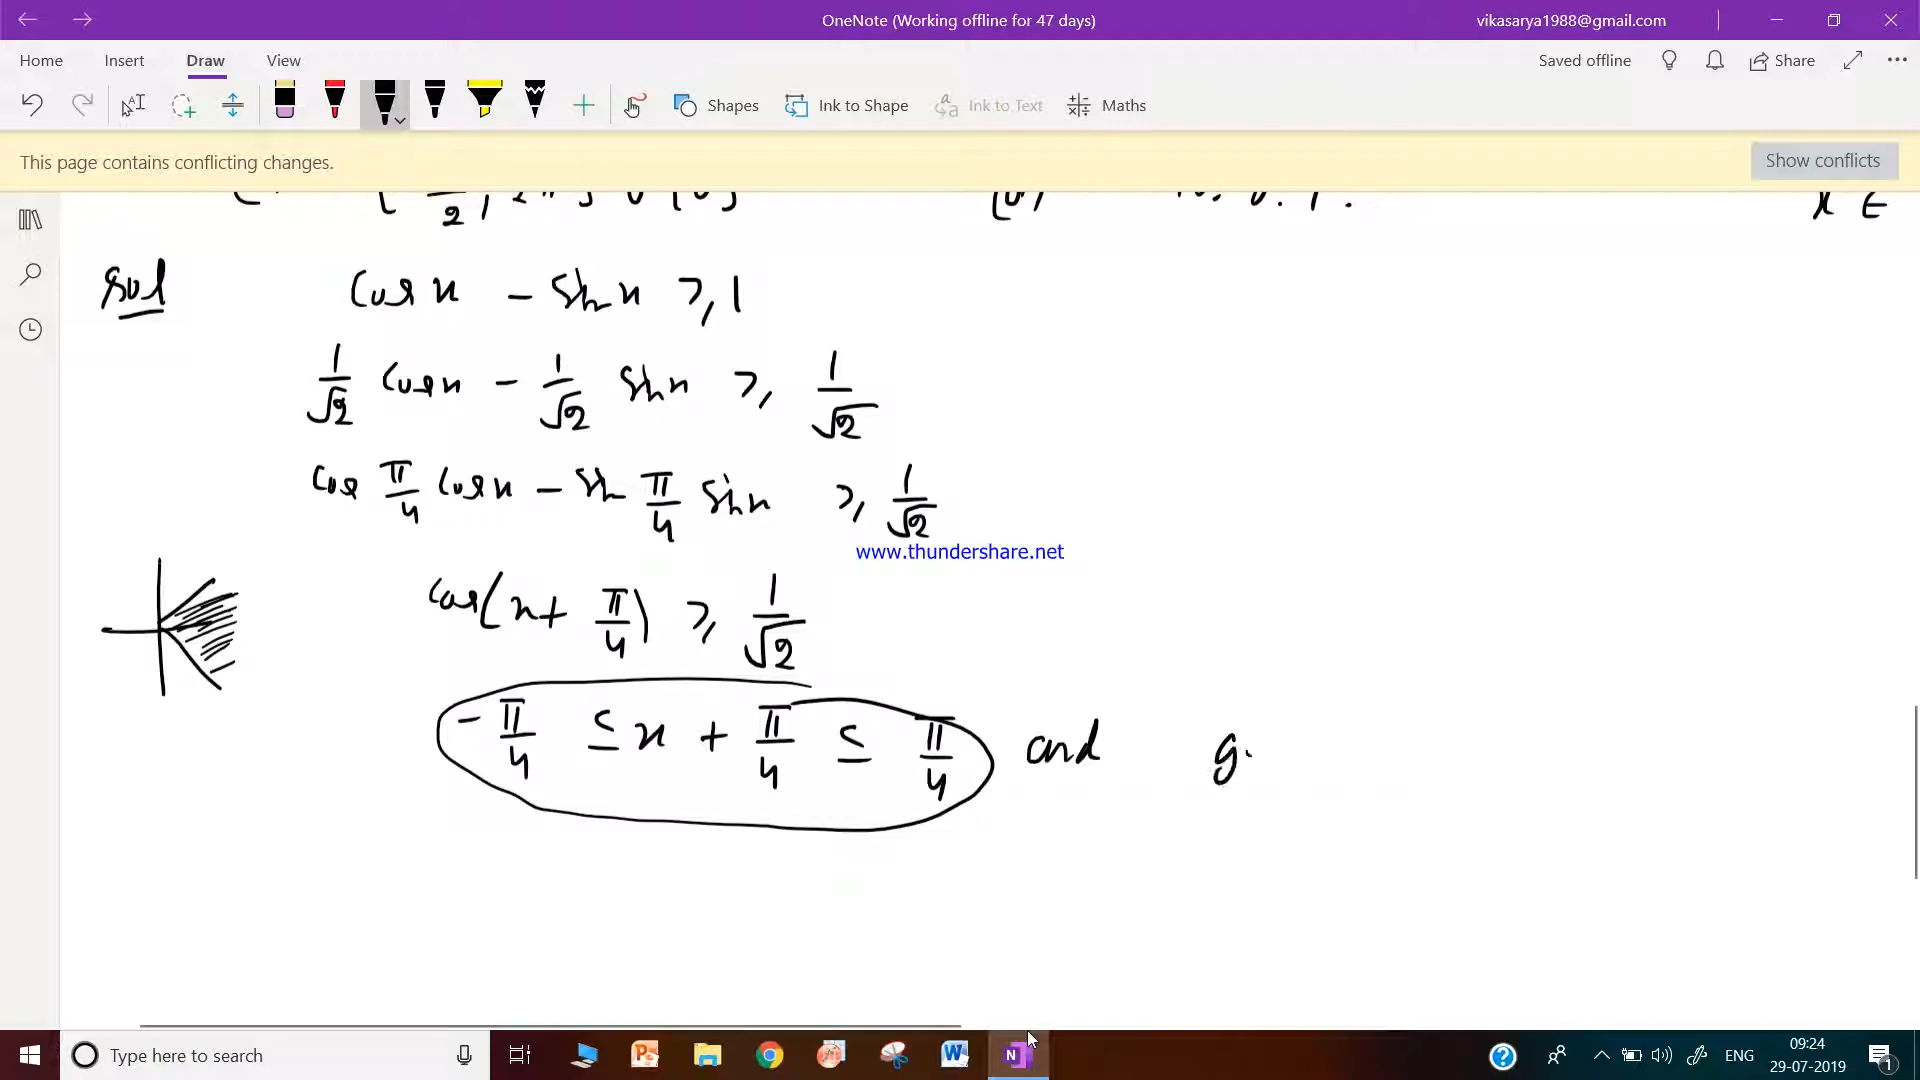 OneNote (Working offline for 47 days)
vikasarya1988@gmail.com
Home Insert Draw View
Saved offline
Share
Shapes
Ink to Shape
Ink to Text
Maths
This page contains conflicting changes.
Show conflicts
x ∈
Sol cos x - sin x ≥ 1
1/√2 cos x - 1/√2 sin x ≥ 1/√2
cos π/4 cos x - sin π/4 sin x ≥ 1/√2
www.thundershare.net
cos(x + π/4) ≥ 1/√2
-π/4 ≤ x + π/4 ≤ π/4 and g.
Type here to search
ENG
09:24
29-07-2019
1